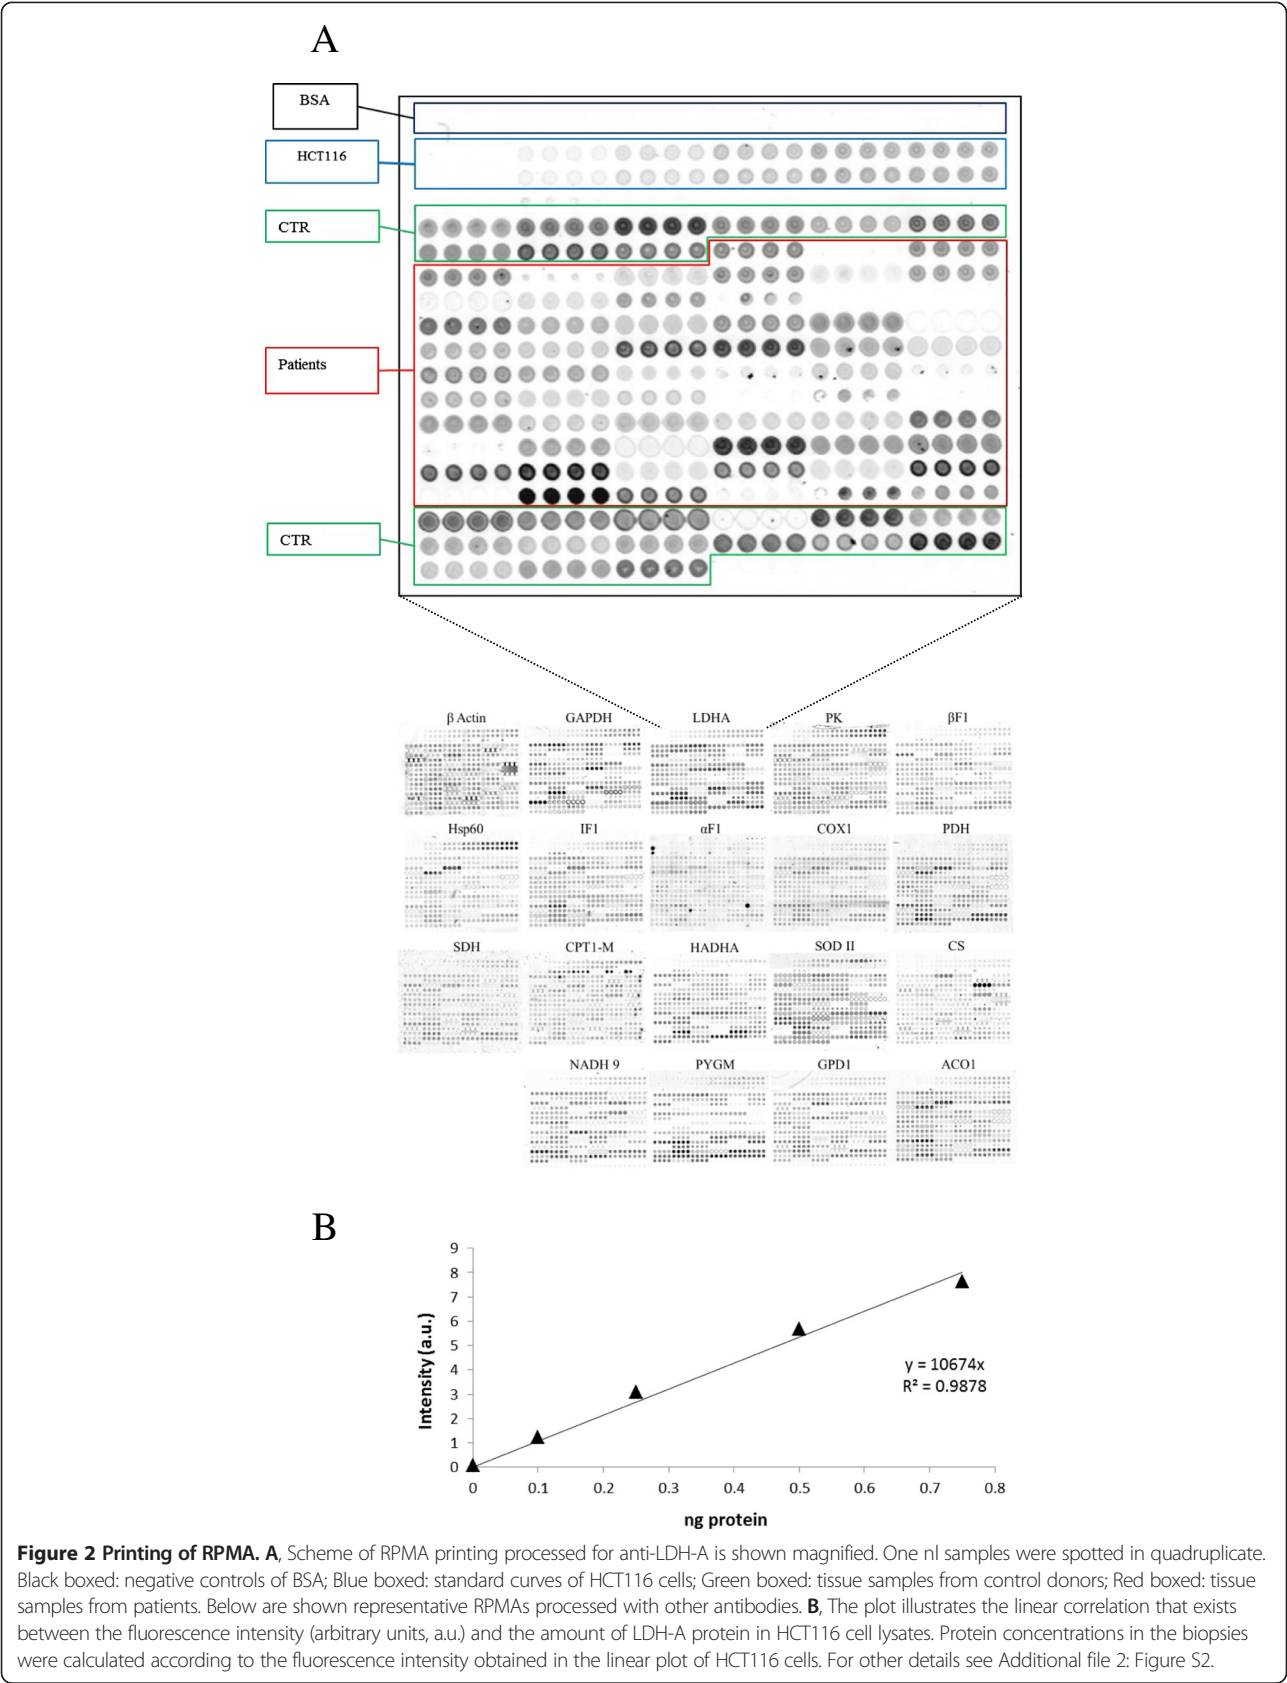 A
BSA
HCT116
CTR
Patients
CTR
β Actin GAPDH LDHA PK βF1
Hsp60 IF1 αF1 COX1 PDH
SDH CPT1-M HADHA SOD II CS
NADH 9 PYGM GPD1 ACO1
B
9
8
7
6
5
4
3
2
1
0
Intensity (a.u.)
y = 10674x
R² = 0.9878
0 0.1 0.2 0.3 0.4 0.5 0.6 0.7 0.8
ng protein
Figure 2 Printing of RPMA. A, Scheme of RPMA printing processed for anti-LDH-A is shown magnified. One nl samples were spotted in quadruplicate.
Black boxed: negative controls of BSA; Blue boxed: standard curves of HCT116 cells; Green boxed: tissue samples from control donors; Red boxed: tissue
samples from patients. Below are shown representative RPMAs processed with other antibodies. B, The plot illustrates the linear correlation that exists
between the fluorescence intensity (arbitrary units, a.u.) and the amount of LDH-A protein in HCT116 cell lysates. Protein concentrations in the biopsies
were calculated according to the fluorescence intensity obtained in the linear plot of HCT116 cells. For other details see Additional file 2: Figure S2.